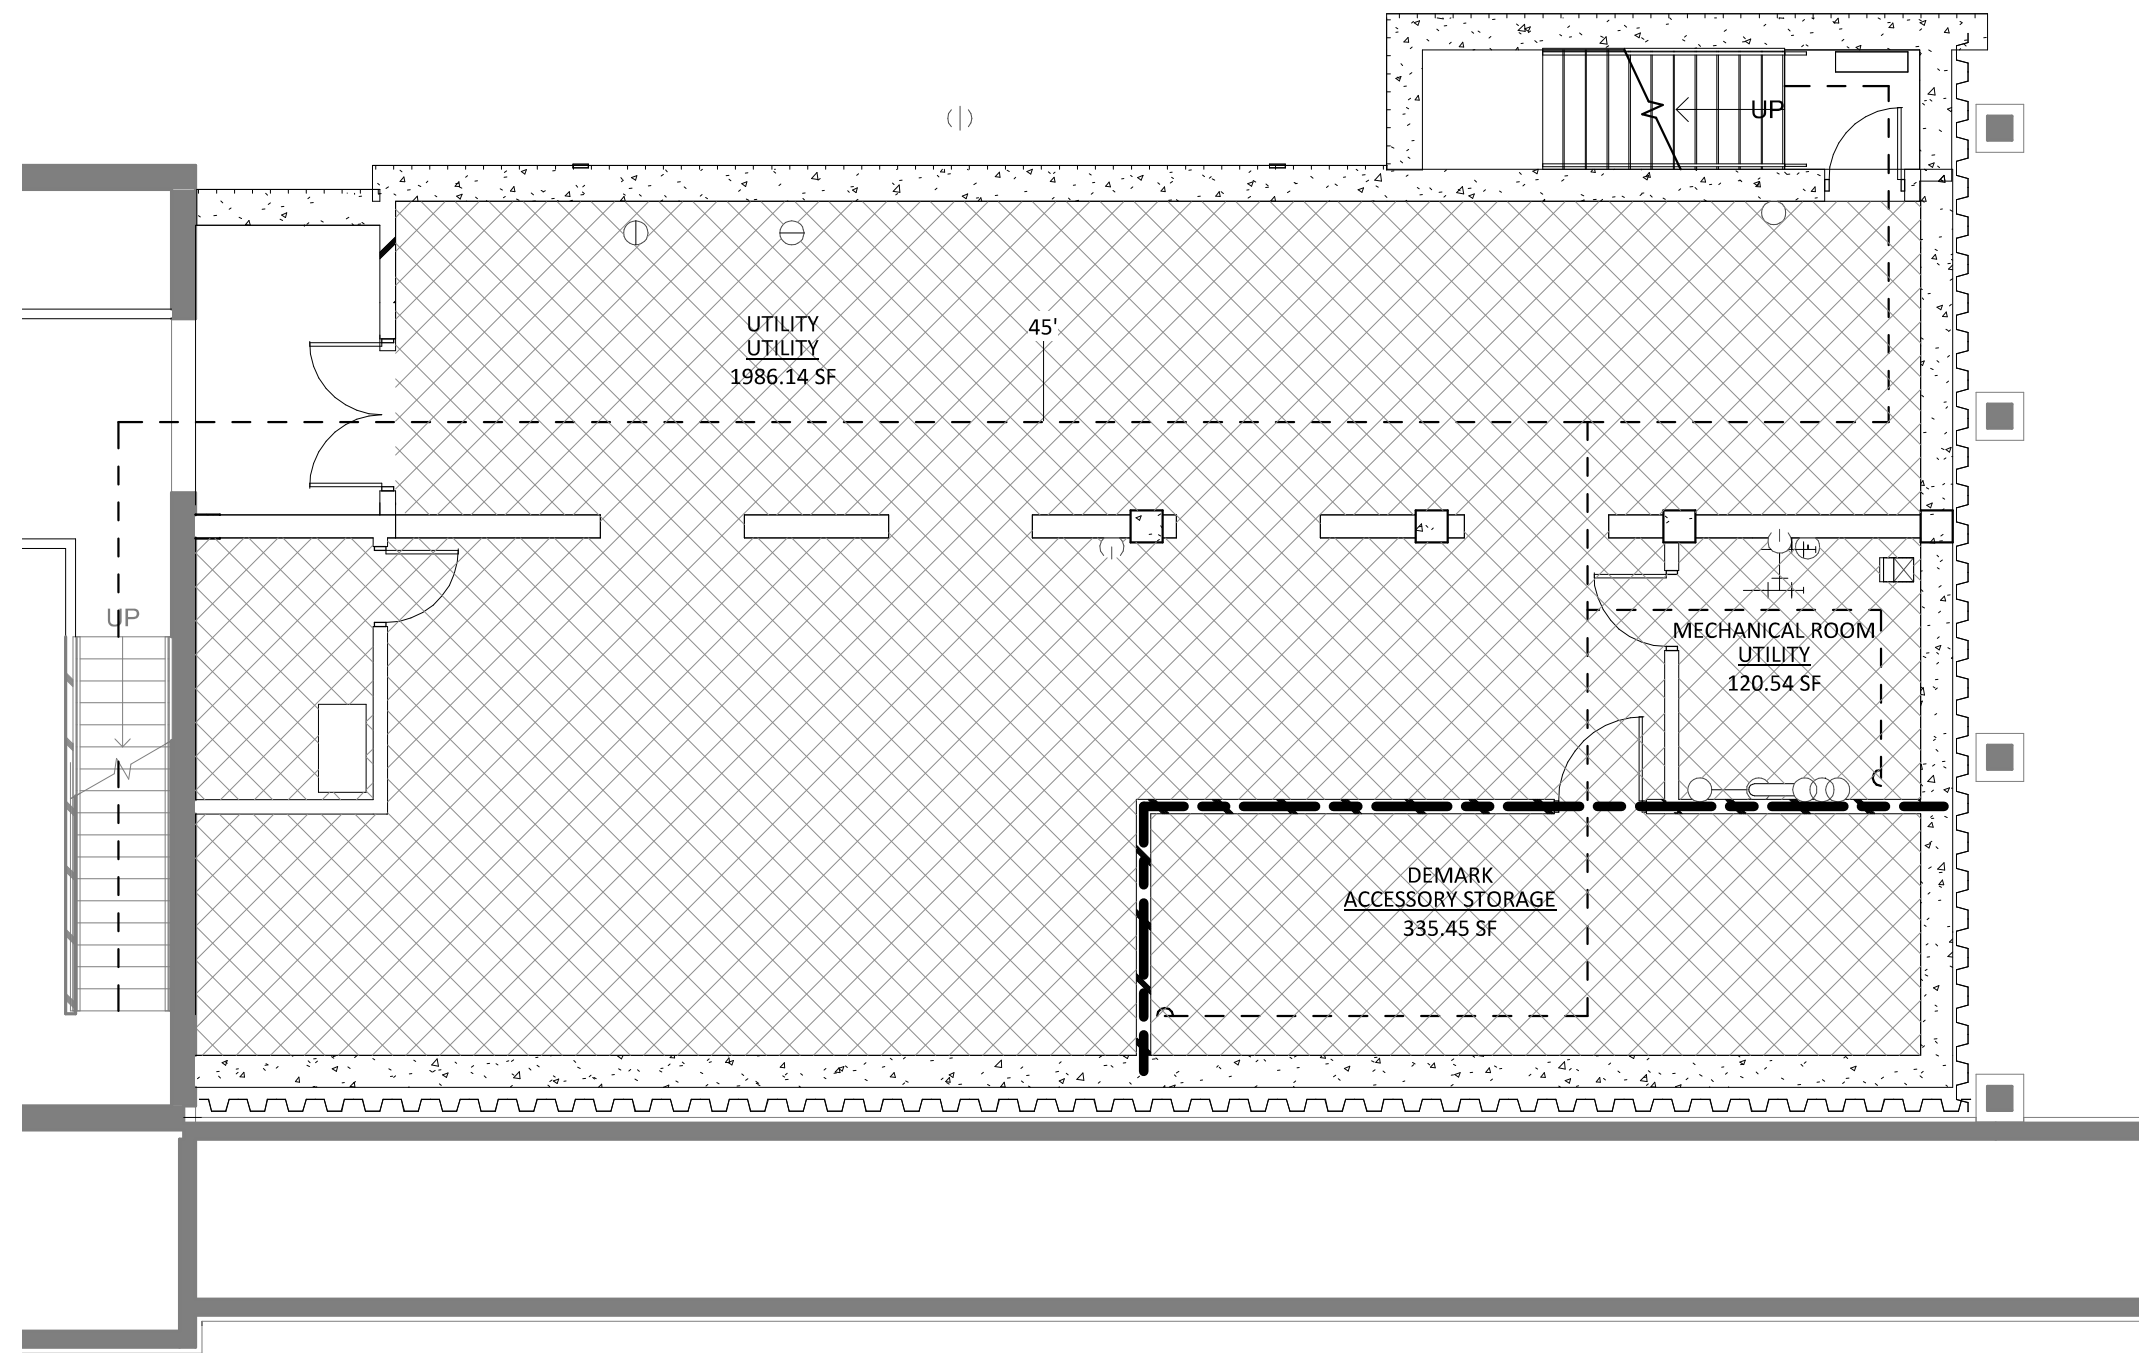 UP
UTILITY
UTILITY
1986.14 SF
45'
UP
MECHANICAL ROOM
UTILITY
120.54 SF
DEMARK
ACCESSORY STORAGE
335.45 SF